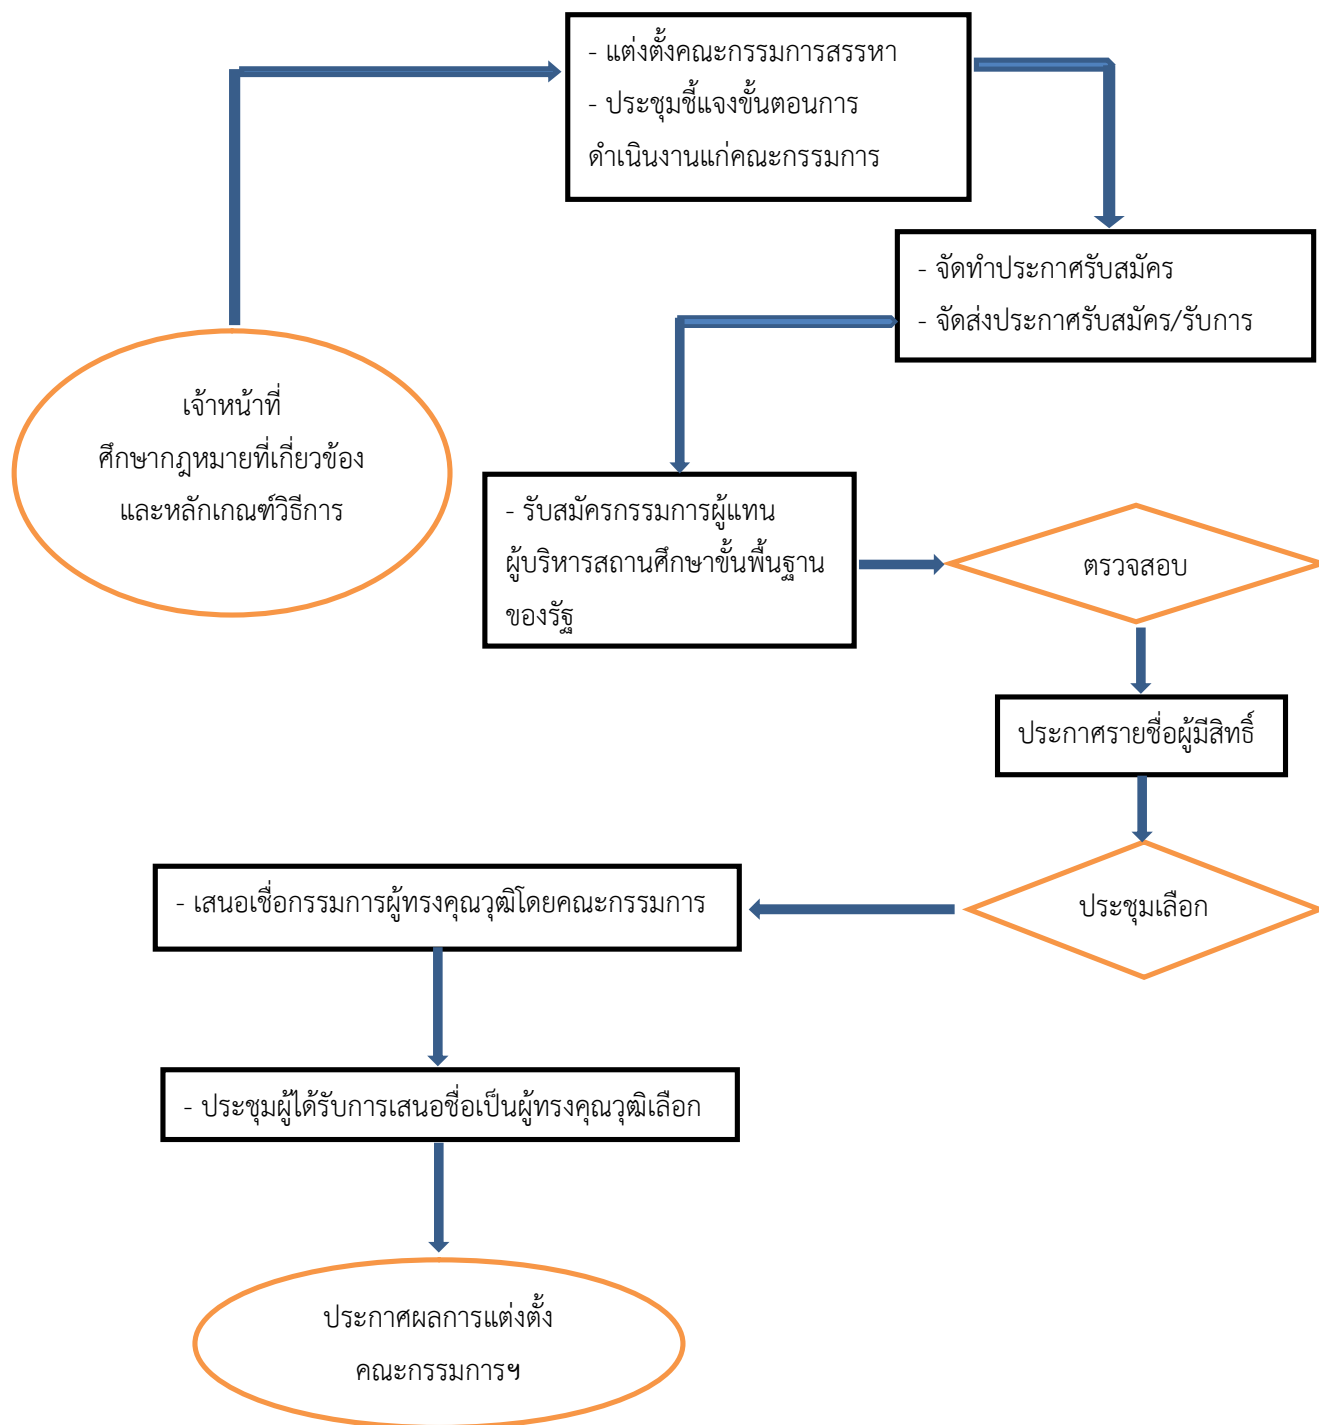 - แต่งตั้งคณะกรรมการสรรหา
- ประชุมชี้แจงขั้นตอนการ
ดำเนินงานแก่คณะกรรมการ
- จัดทำประกาศรับสมัคร
- จัดส่งประกาศรับสมัคร/รับการ
เจ้าหน้าที่
ศึกษากฎหมายที่เกี่ยวข้อง
และหลักเกณฑ์วิธีการ
- รับสมัครกรรมการผู้แทน
ผู้บริหารสถานศึกษาขั้นพื้นฐาน
ของรัฐ
ตรวจสอบ
ประกาศรายชื่อผู้มีสิทธิ์
ประชุมเลือก
- เสนอเชื่อกรรมการผู้ทรงคุณวุฒิโดยคณะกรรมการ
- ประชุมผู้ได้รับการเสนอชื่อเป็นผู้ทรงคุณวุฒิเลือก
ประกาศผลการแต่งตั้ง
คณะกรรมการฯ